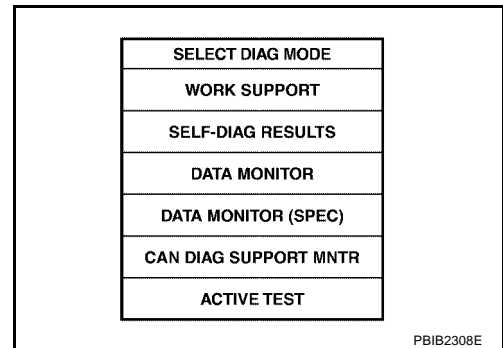 SELECT DIAG MODE
WORK SUPPORT
SELF-DIAG RESULTS
DATA MONITOR
DATA MONITOR (SPEC)
CAN DIAG SUPPORT MNTR
ACTIVE TEST
PBIB2308E